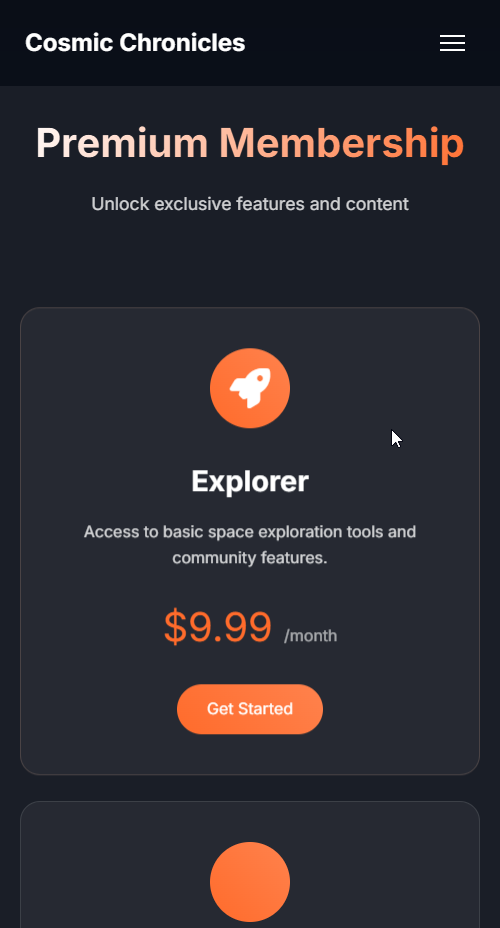 Cosmic Chronicles
Premium Membership
Unlock exclusive features and content
Explorer
Access to basic space exploration tools and
community features.
$9.99 /month
Get Started